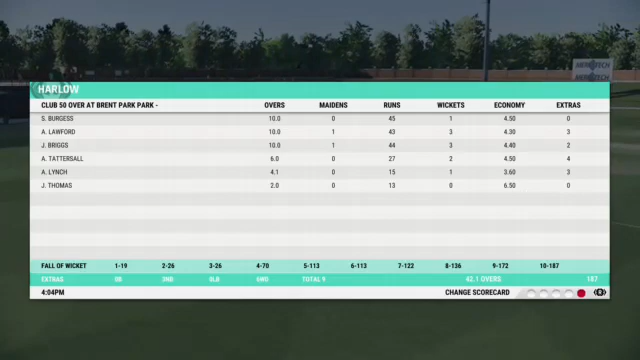 HARLOW
CLUB 50 OVER AT BRENT PARK PARK - OVERS MAIDENS RUNS WICKETS ECONOMY EXTRAS
S. BURGESS 10.0 0 45 1 4.50 0
A. LAWFORD 10.0 1 43 3 4.30 3
J. BRIGGS 10.0 1 44 3 4.40 2
A. TATTERSALL 6.0 0 27 2 4.50 4
A. LYNCH 4.1 0 15 1 3.60 3
J. THOMAS 2.0 0 13 0 6.50 0
FALL OF WICKET 1-19 2-26 3-26 4-70 5-113 6-113 7-122 8-136 9-172 10-187
EXTRAS 0B 3NB 0LB 6WD TOTAL 9 42.1 OVERS 187
4:04PM CHANGE SCORECARD